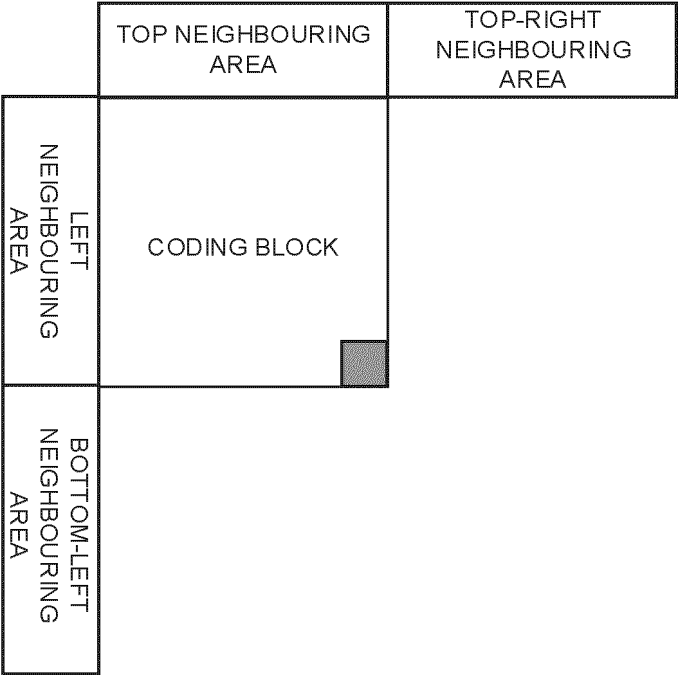 TOP NEIGHBOURING
AREA
TOP-RIGHT
NEIGHBOURING
AREA
LEFT
NEIGHBOURING
AREA
CODING BLOCK
BOTTOM-LEFT
NEIGHBOURING
AREA